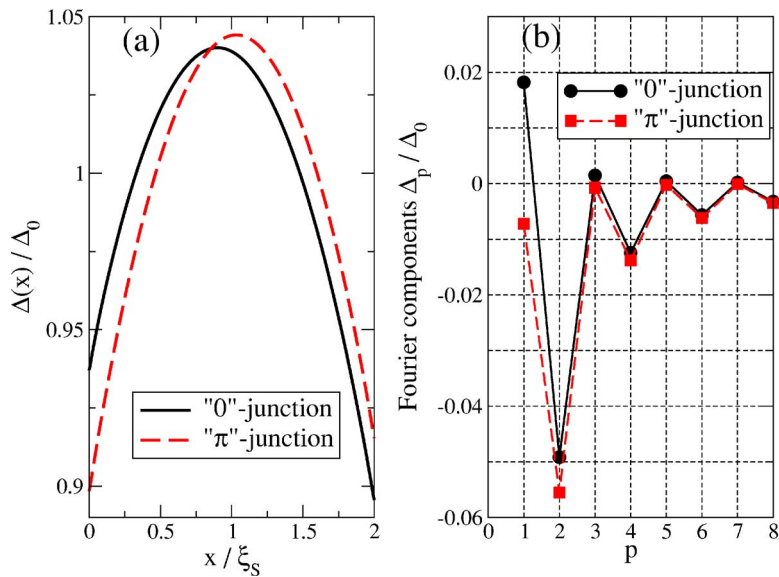 (a)
1.05
1
0.95
0.9
Δ(x) / Δ0
"0"-junction
"π"-junction
0 0.5 1 1.5 2
x / ξS
(b)
0.02
0
-0.02
-0.04
-0.06
Fourier components Δp / Δ0
"0"-junction
"π"-junction
0 1 2 3 4 5 6 7 8
p